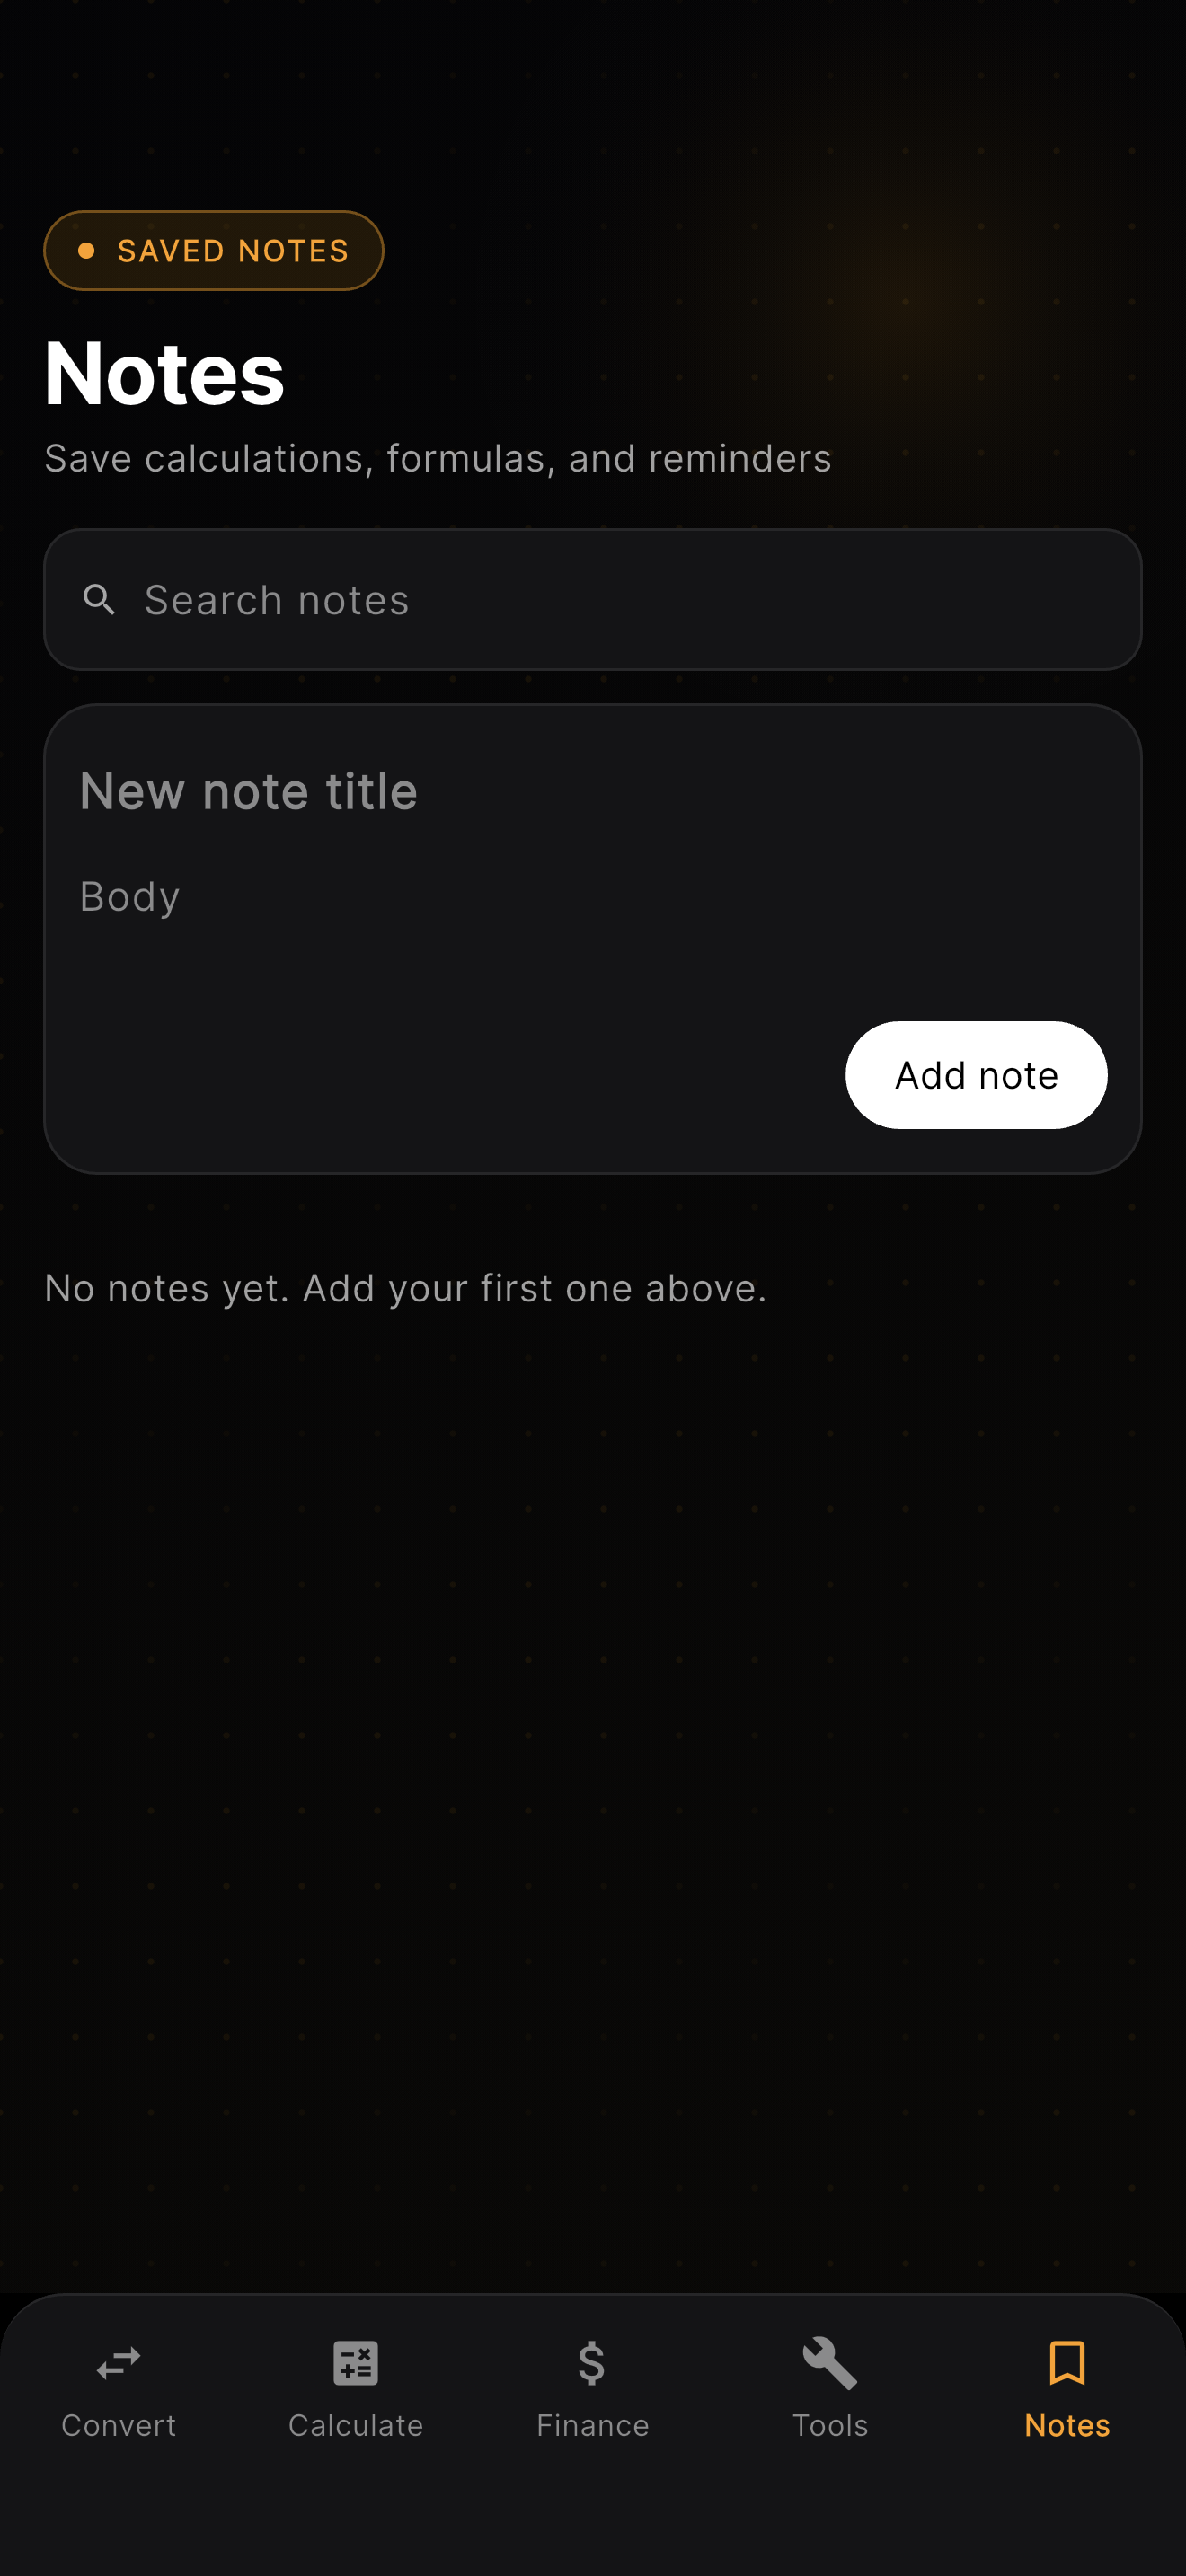 SAVED NOTES
Notes
Save calculations, formulas, and reminders
Search notes
New note title
Body
Add note
No notes yet. Add your first one above.
Convert
Calculate
Finance
Tools
Notes